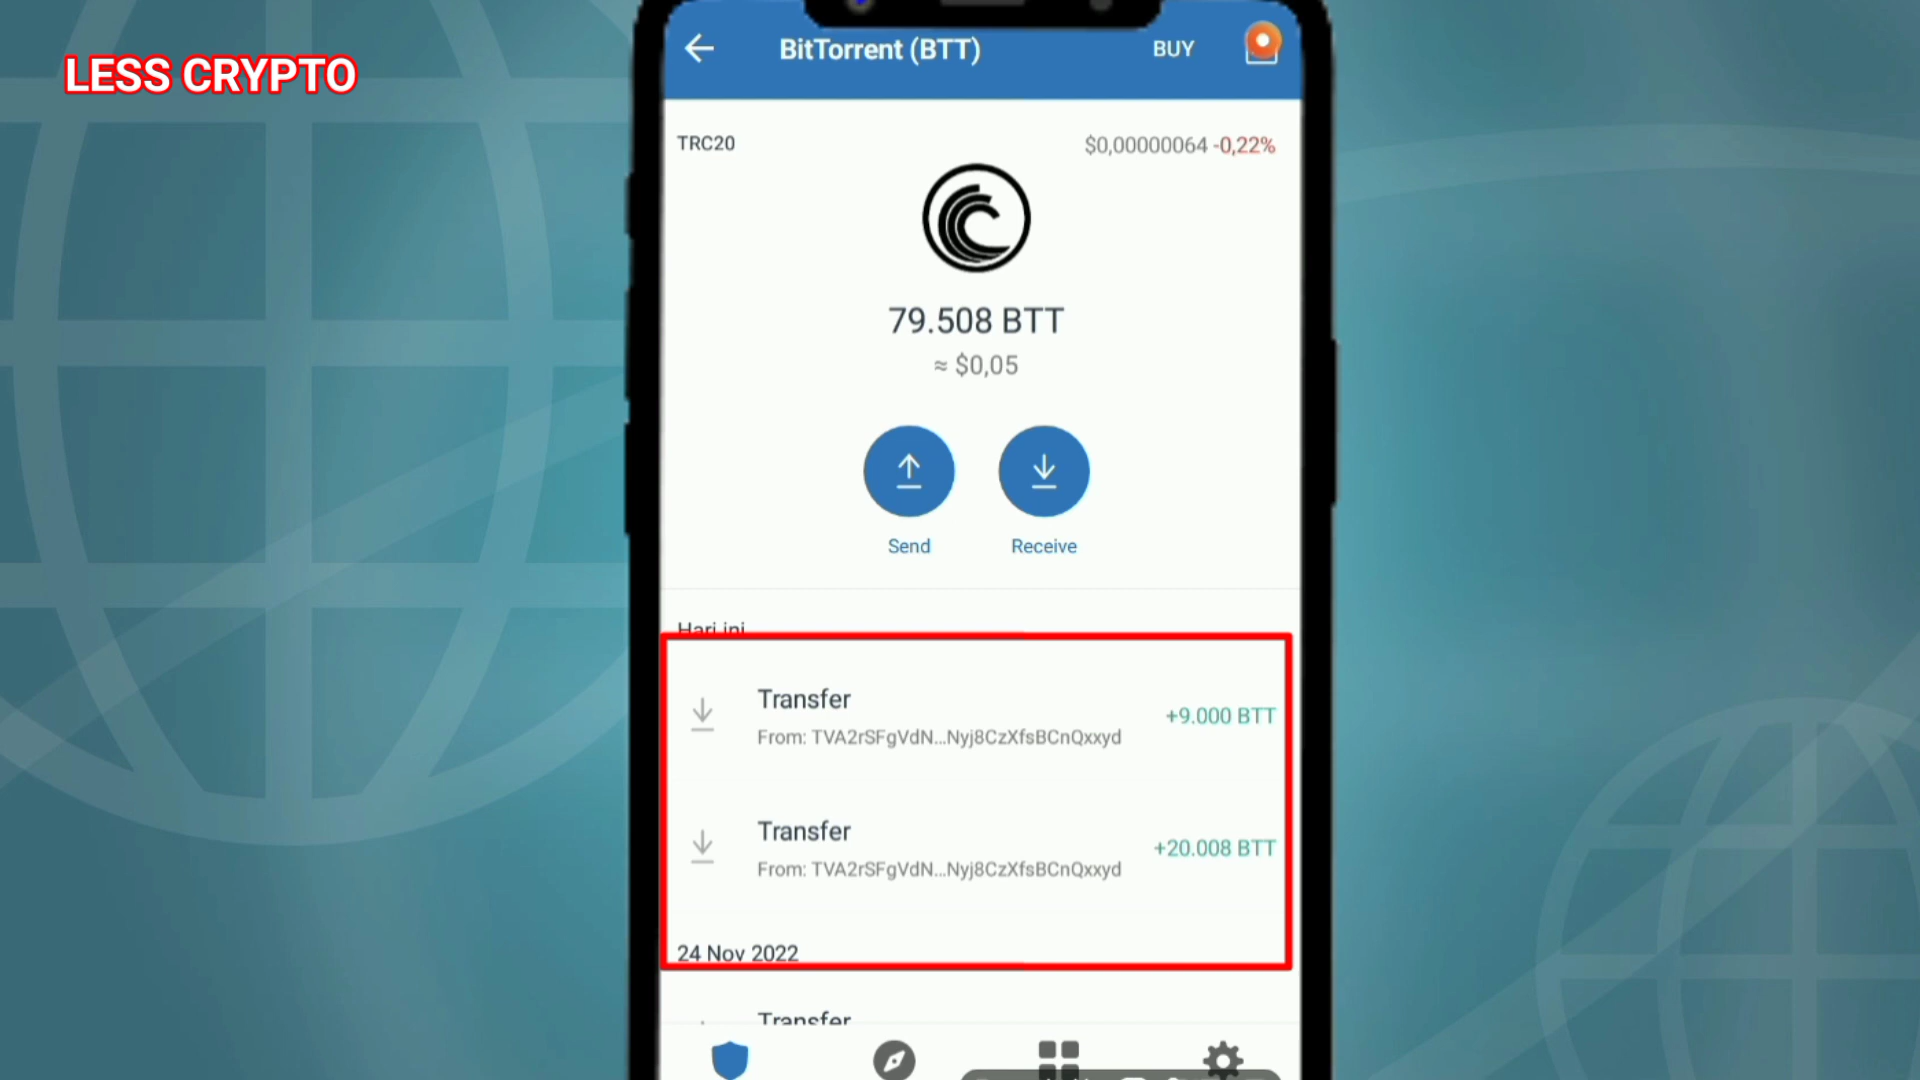 LESS CRYPTO
BitTorrent (BTT)
BUY
TRC20
$0,00000064 -0,22%
79.508 BTT
≈ $0,05
Send
Receive
Hari ini
Transfer
+9.000 BTT
From: TVA2rSFgVdN...Nyj8CzXfsBCnQxxyd
Transfer
+20.008 BTT
From: TVA2rSFgVdN...Nyj8CzXfsBCnQxxyd
24 Nov 2022
Transfer